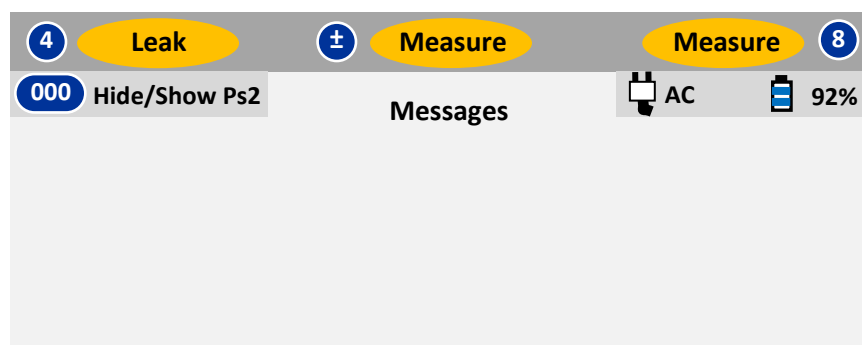 4 Leak ± Measure Measure 8
000 Hide/Show Ps2 Messages AC 92%